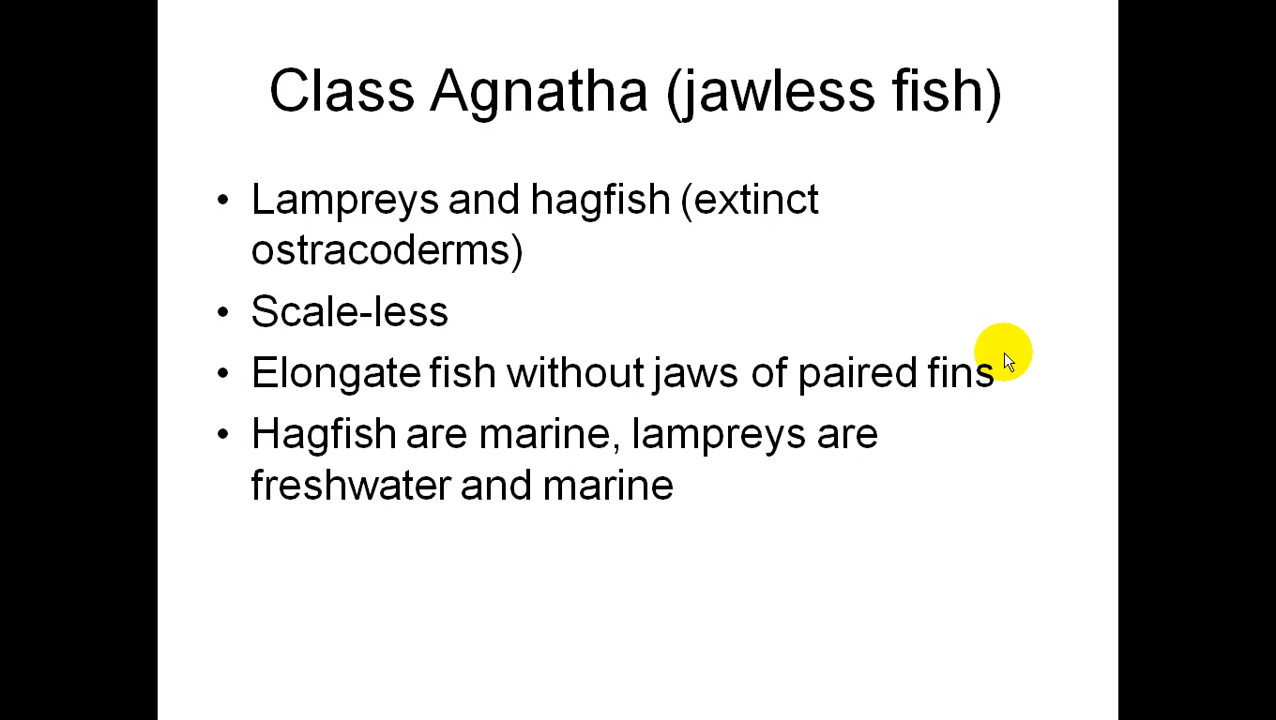 Class Agnatha (jawless fish)
• Lampreys and hagfish (extinct
ostracoderms)
• Scale-less
• Elongate fish without jaws of paired fins
• Hagfish are marine, lampreys are
freshwater and marine